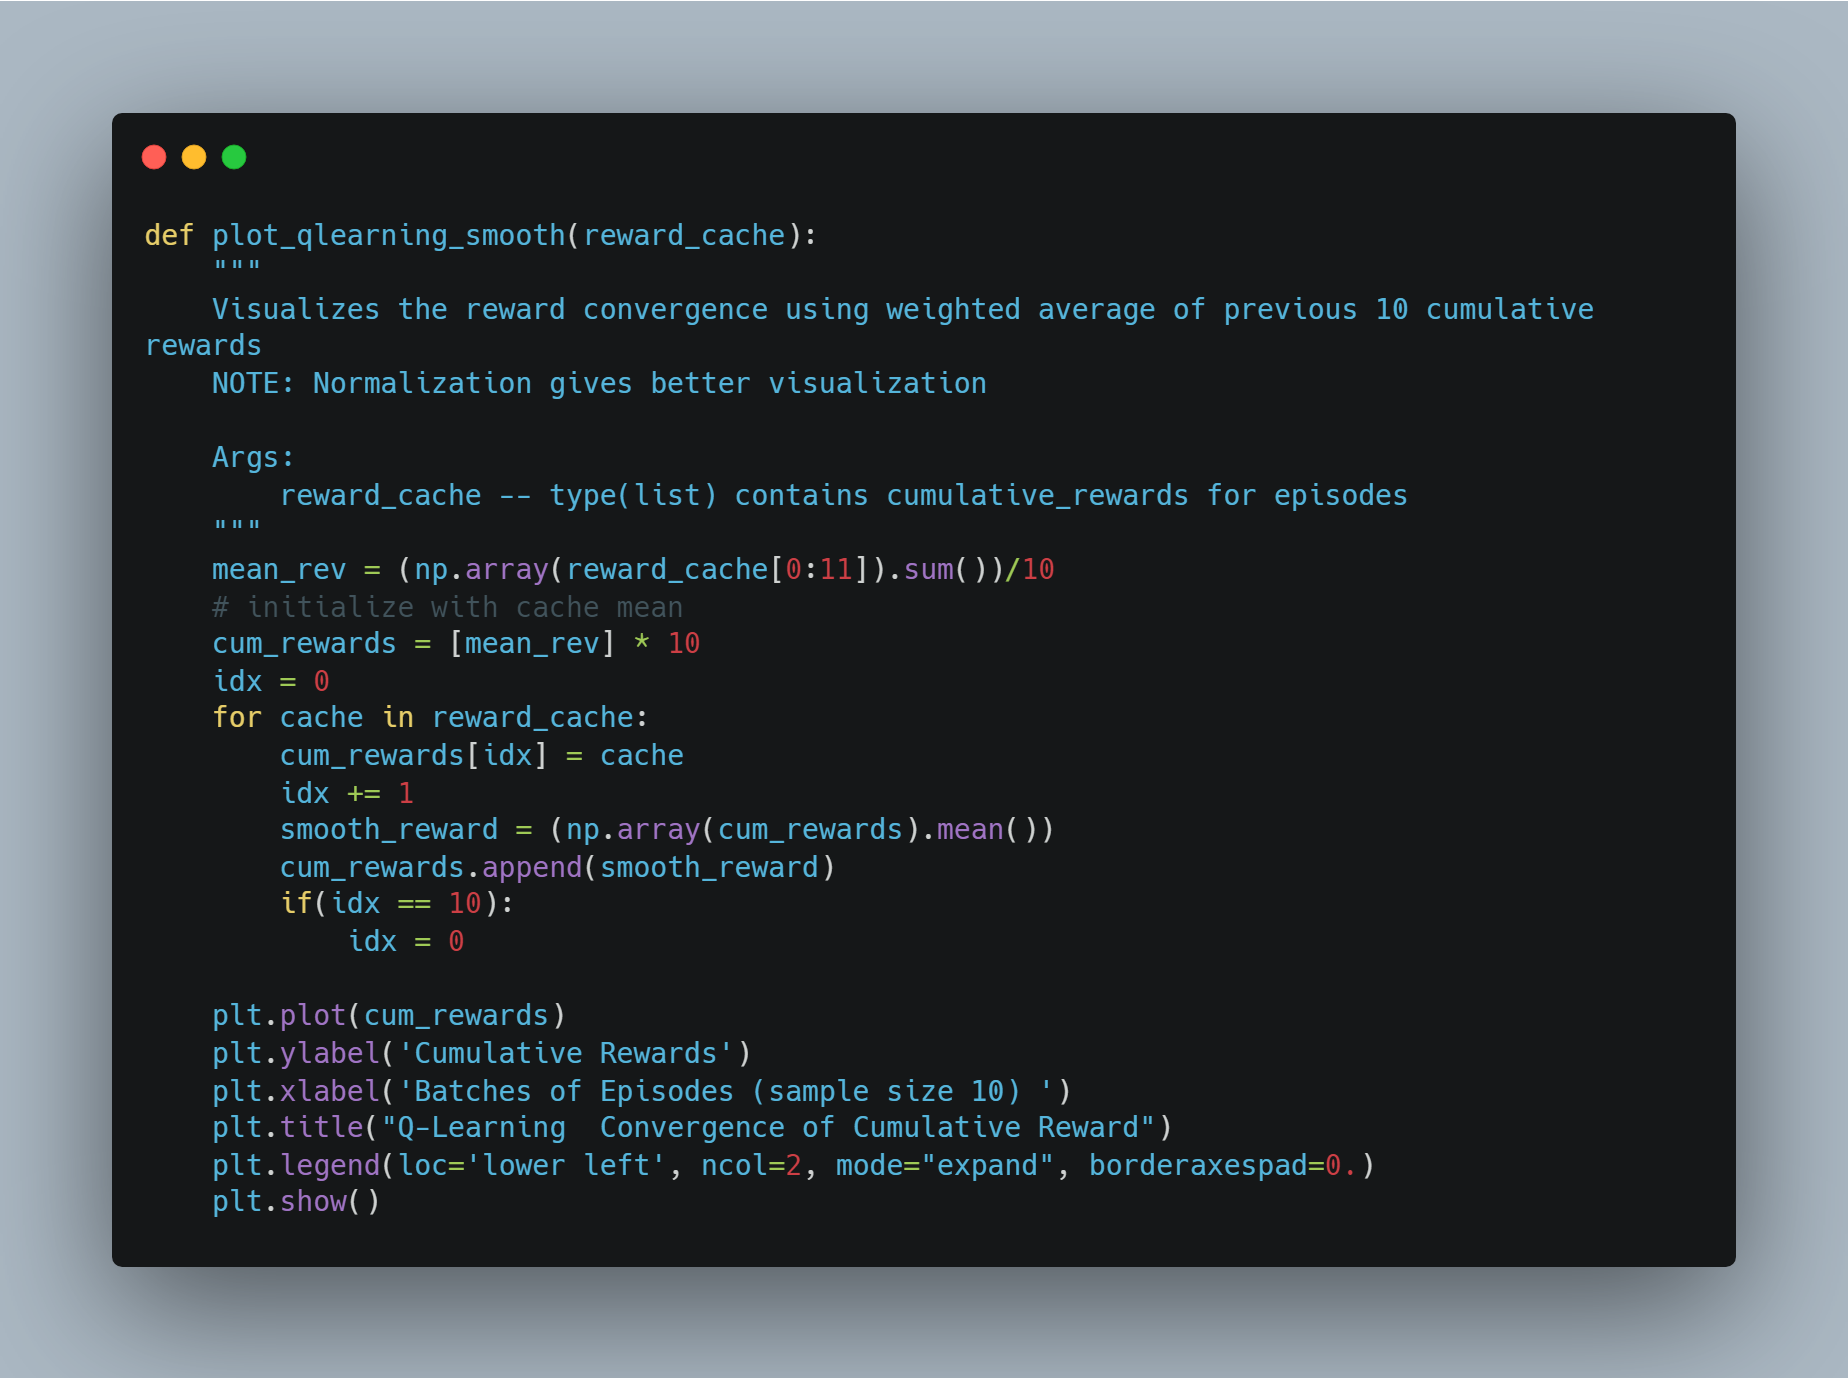 def plot_qlearning_smooth(reward_cache):
    """
    Visualizes the reward convergence using weighted average of previous 10 cumulative
rewards
    NOTE: Normalization gives better visualization

    Args:
        reward_cache -- type(list) contains cumulative_rewards for episodes
    """
    mean_rev = (np.array(reward_cache[0:11]).sum())/10
    # initialize with cache mean
    cum_rewards = [mean_rev] * 10
    idx = 0
    for cache in reward_cache:
        cum_rewards[idx] = cache
        idx += 1
        smooth_reward = (np.array(cum_rewards).mean())
        cum_rewards.append(smooth_reward)
        if(idx == 10):
            idx = 0

    plt.plot(cum_rewards)
    plt.ylabel('Cumulative Rewards')
    plt.xlabel('Batches of Episodes (sample size 10) ')
    plt.title("Q-Learning  Convergence of Cumulative Reward")
    plt.legend(loc='lower left', ncol=2, mode="expand", borderaxespad=0.)
    plt.show()